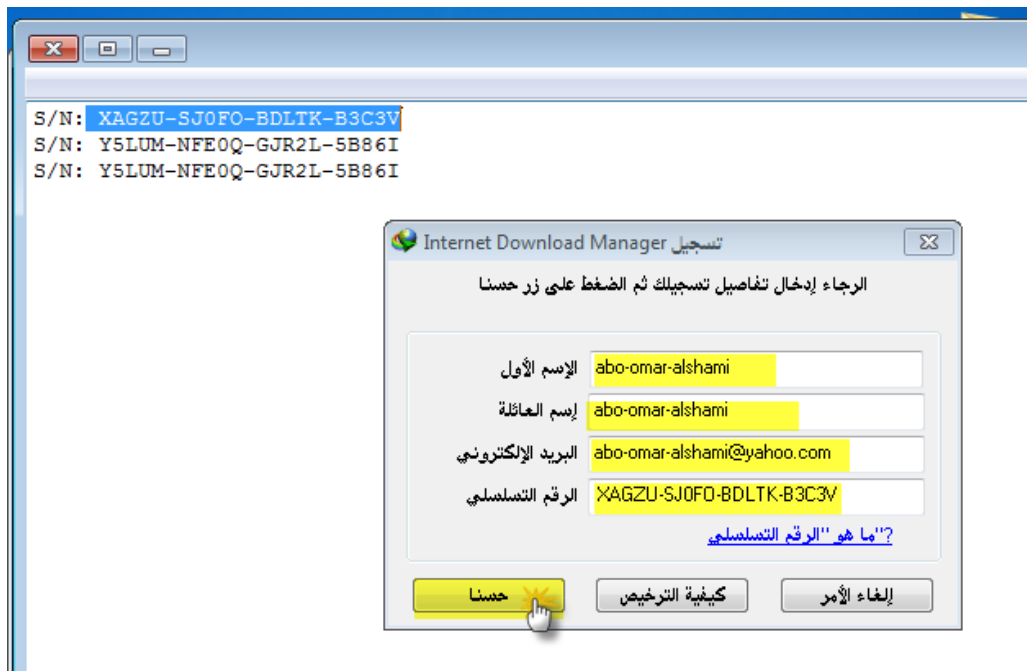 S/N: XAGZU-SJ0FO-BDLTK-B3C3V
S/N: Y5LUM-NFE0Q-GJR2L-5B86I
S/N: Y5LUM-NFE0Q-GJR2L-5B86I
تسجيل Internet Download Manager
الرجاء إدخال تفاصيل تسجيلك ثم الضغط على زر حسنا
الإسم الأول abo-omar-alshami
إسم العائلة abo-omar-alshami
البريد الإلكتروني abo-omar-alshami@yahoo.com
الرقم التسلسلي XAGZU-SJ0FO-BDLTK-B3C3V
ما هو "الرقم التسلسلي"?
إلغاء الأمر كيفية الترخيص حسنا